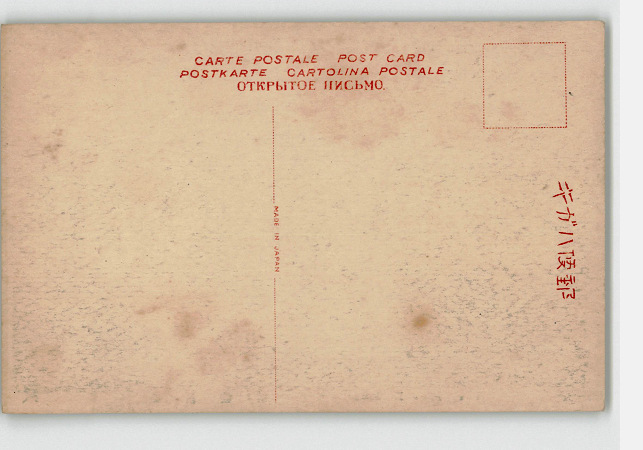 CARTE POSTALE POST CARD
POSTKARTE CARTOLINA POSTALE
ОТКРЫТОЕ ПИСЬМО.
MADE IN JAPAN
キガハ便郵